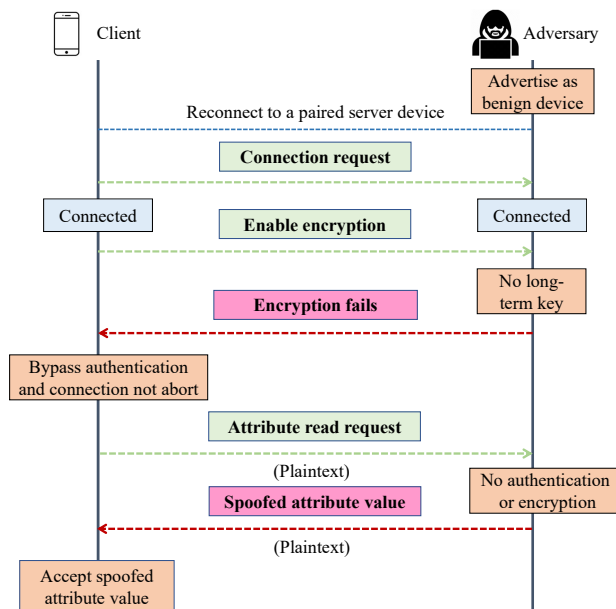 Client
Adversary
Advertise as
benign device
Reconnect to a paired server device
Connection request
Connected
Connected
Enable encryption
No long-
term key
Encryption fails
Bypass authentication
and connection not abort
Attribute read request
(Plaintext)
No authentication
or encryption
Spoofed attribute value
(Plaintext)
Accept spoofed
attribute value